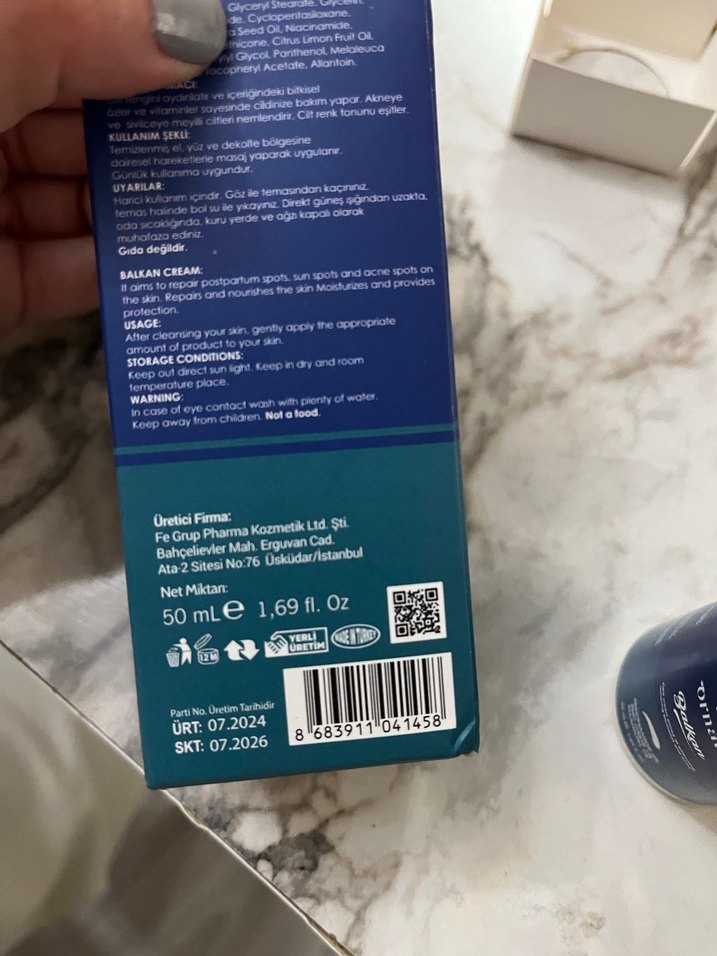 Glyceryl Stearate, Glycerin,
Cyclopentasiloxane,
Seed Oil, Niacinamide,
Citrus Limon Fruit Oil,
Glycol, Panthenol, Melaleuca
Tocopheryl Acetate, Allantoin.
aydınlatır ve içeriğindeki bitkisel
özler ve vitaminler sayesinde cildinize bakım yapar. Akneye
ve sivilceye meyilli ciltleri nemlendirir. Cilt renk tonunu eşitler.
KULLANIM ŞEKLİ:
Temizlenmiş el, yüz ve dekolte bölgesine
dairesel hareketlerle masaj yaparak uygulanır.
Günlük kullanıma uygundur.
UYARILAR:
Harici kullanım içindir. Göz ile temasından kaçınınız,
temas halinde bol su ile yıkayınız. Direkt güneş ışığından uzakta,
oda sıcaklığında, kuru yerde ve ağzı kapalı olarak
muhafaza ediniz.
Gıda değildir.
BALKAN CREAM:
It aims to repair postpartum spots, sun spots and acne spots on
the skin. Repairs and nourishes the skin Moisturizes and provides
protection.
USAGE:
After cleansing your skin, gently apply the appropriate
amount of product to your skin.
STORAGE CONDITIONS:
Keep out direct sun light. Keep in dry and room
temperature place.
WARNING:
In case of eye contact wash with plenty of water.
Keep away from children. Not a food.
Üretici Firma:
Fe Grup Pharma Kozmetik Ltd. Şti.
Bahçelievler Mah. Erguvan Cad.
Ata-2 Sitesi No:76 Üsküdar/İstanbul
Net Miktarı:
50 mL e 1,69 fl. Oz
12M
YERLİ
ÜRETİM
MADE IN TURKEY
Parti No. Üretim Tarihidir
ÜRT: 07.2024
SKT: 07.2026
8 683911 041458
Balkan